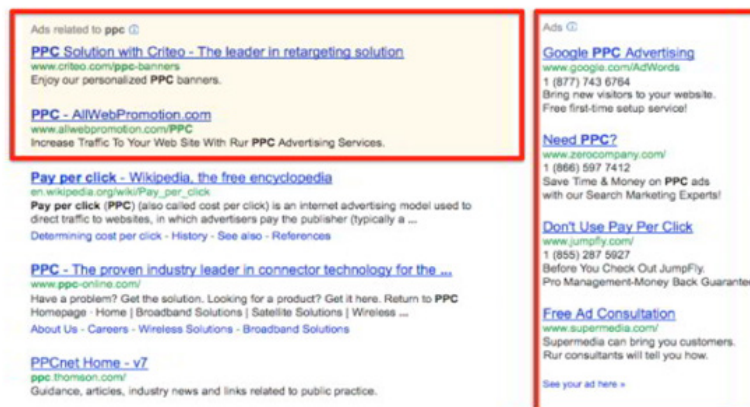 Ads related to ppc
PPC Solution with Criteo - The leader in retargeting solution
www.criteo.com/ppc-banners
Enjoy our personalized PPC banners.
PPC - AllWebPromotion.com
www.allwebpromotion.com/PPC
Increase Traffic To Your Web Site With Rur PPC Advertising Services.
Pay per click - Wikipedia, the free encyclopedia
en.wikipedia.org/wiki/Pay_per_click
Pay per click (PPC) (also called cost per click) is an internet advertising model used to
direct traffic to websites, in which advertisers pay the publisher (typically a ...
Determining cost per click - History - See also - References
PPC - The proven industry leader in connector technology for the ...
www.ppc-online.com/
Have a problem? Get the solution. Looking for a product? Get it here. Return to PPC
Homepage · Home | Broadband Solutions | Satellite Solutions | Wireless ...
About Us - Careers - Wireless Solutions - Broadband Solutions
PPCnet Home - v7
ppc.thomson.com/
Guidance, articles, industry news and links related to public practice.
Ads
Google PPC Advertising
www.google.com/AdWords
1 (877) 743 6764
Bring new visitors to your website.
Free first-time setup service!
Need PPC?
www.zerocompany.com/
1 (866) 597 7412
Save Time & Money on PPC ads
with our Search Marketing Experts!
Don't Use Pay Per Click
www.jumpfly.com/
1 (855) 287 5927
Before You Check Out JumpFly.
Pro Management-Money Back Guarantee
Free Ad Consultation
www.supermedia.com/
Supermedia can bring you customers.
Rur consultants will tell you how.
See your ad here »